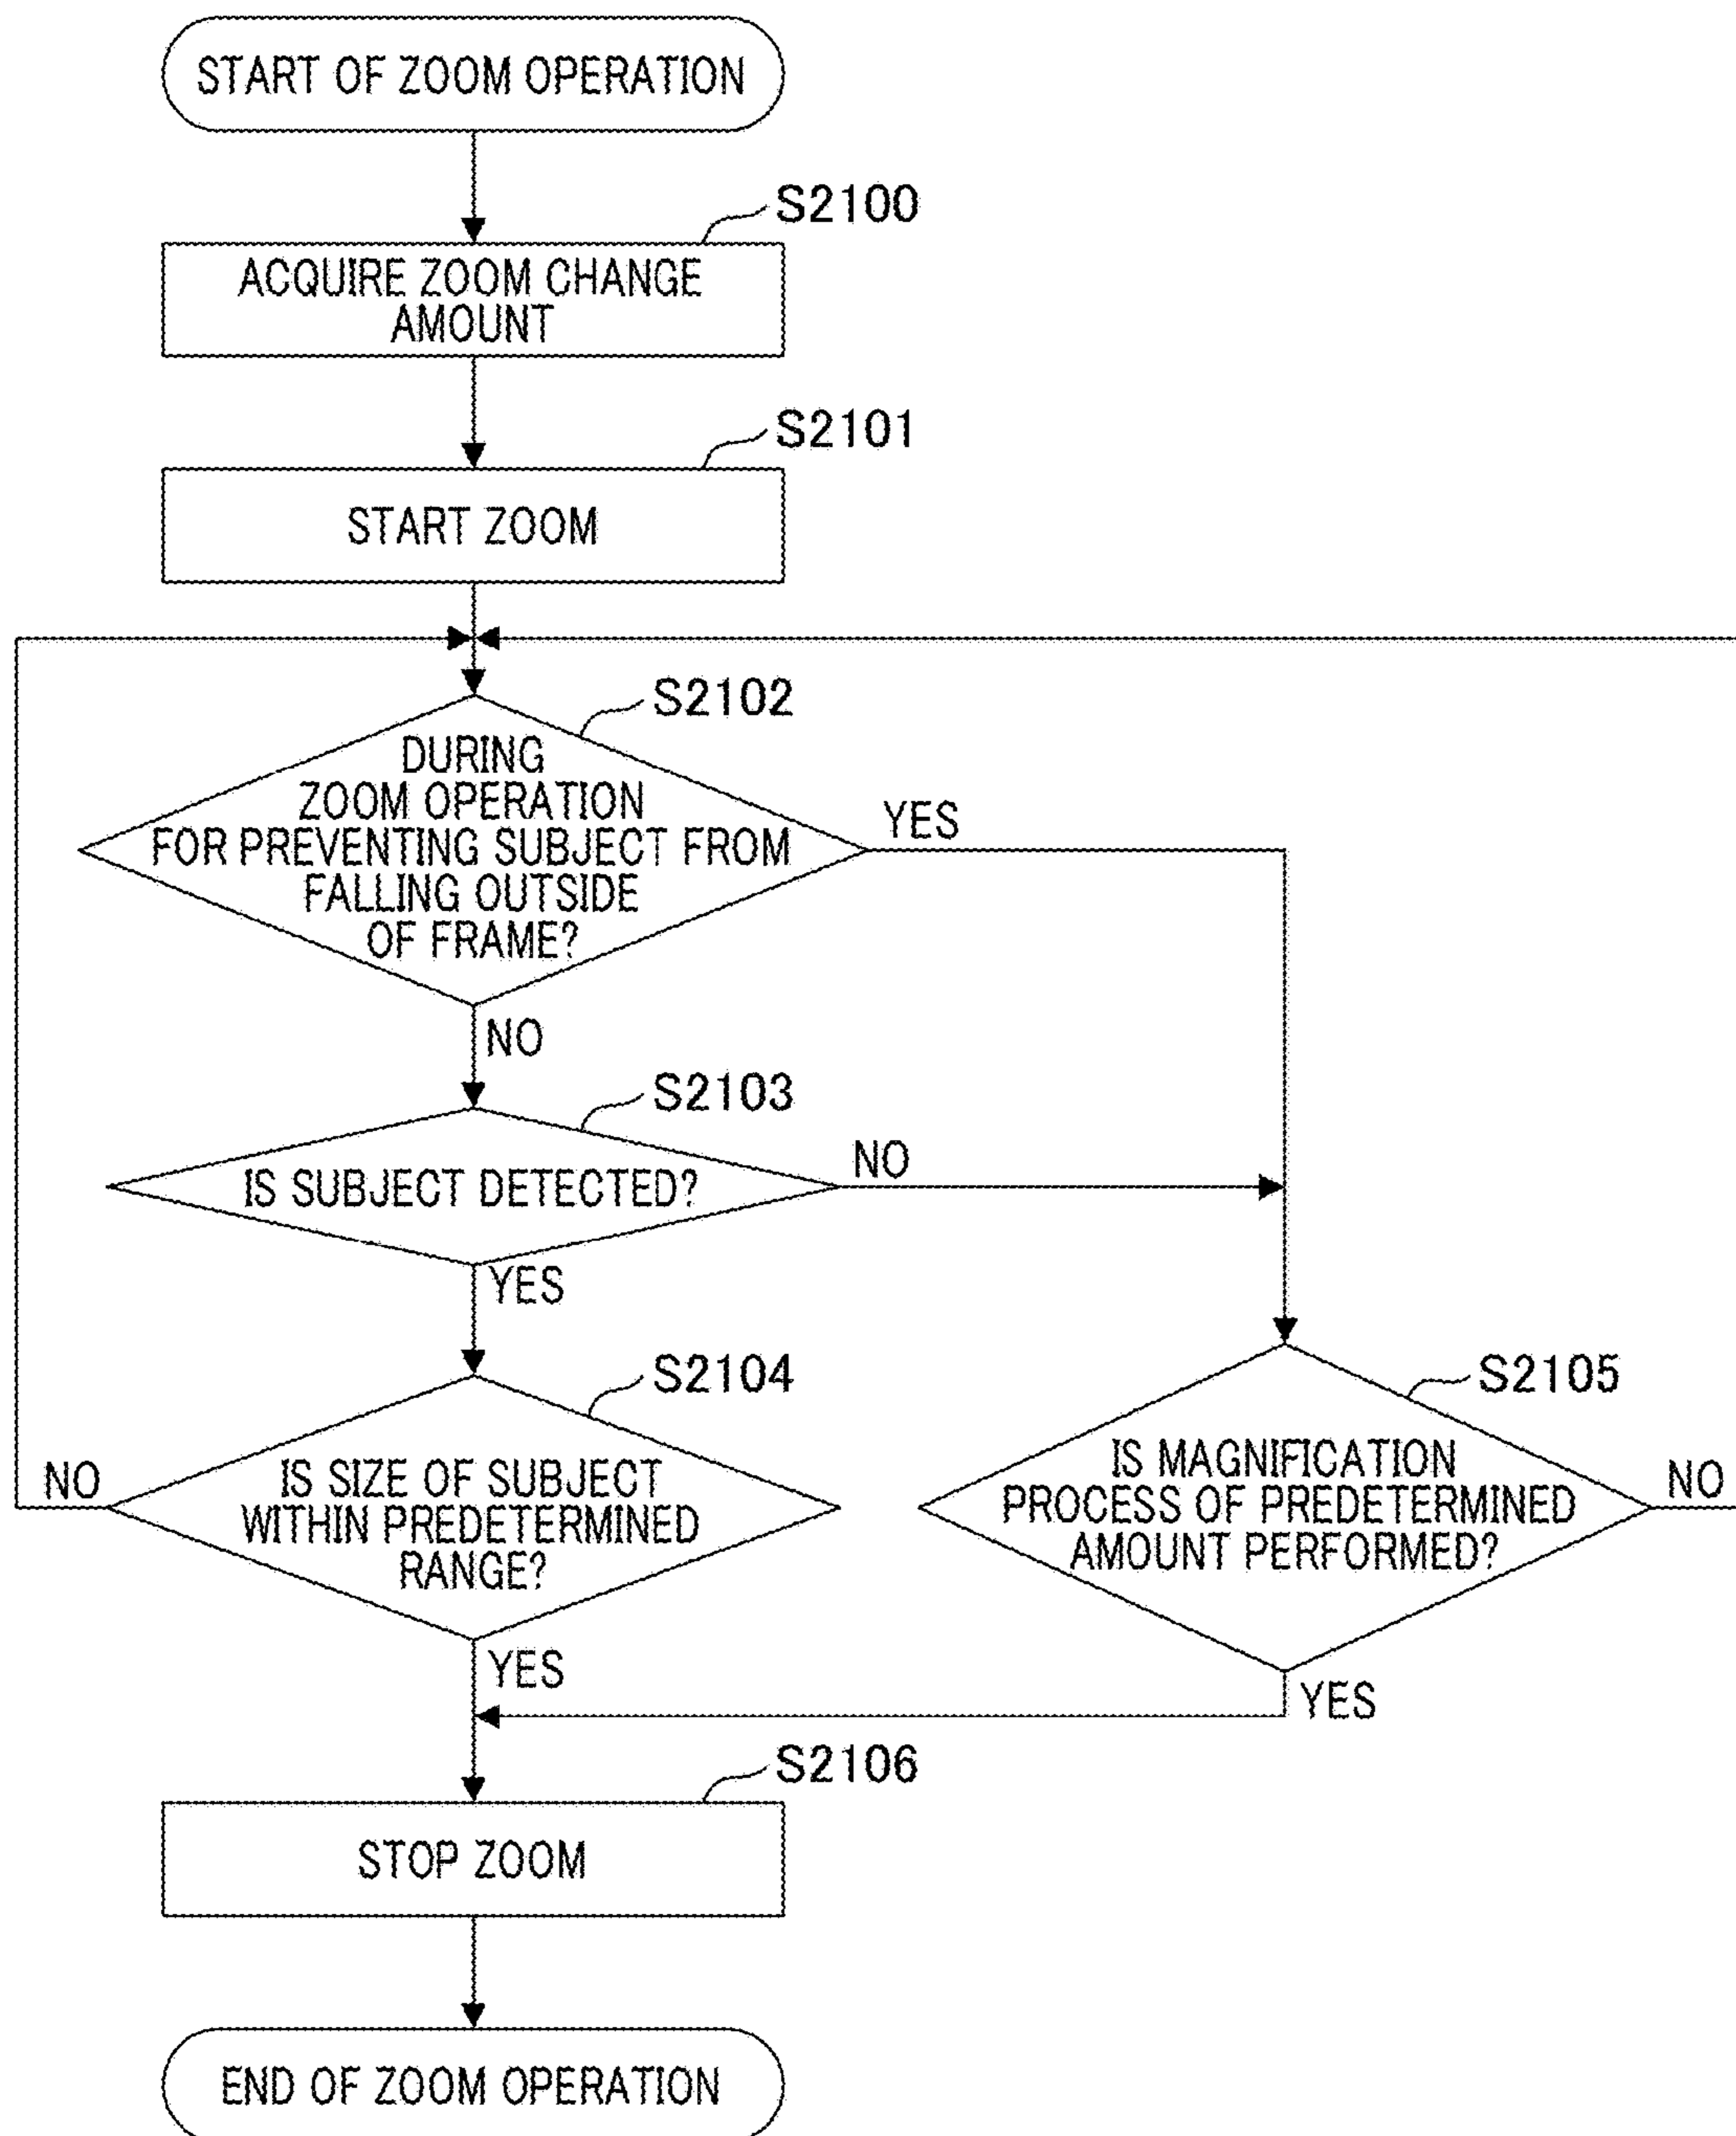 START OF ZOOM OPERATION
S2100
ACQUIRE ZOOM CHANGE
AMOUNT
S2101
START ZOOM
S2102
DURING
ZOOM OPERATION
FOR PREVENTING SUBJECT FROM
FALLING OUTSIDE
OF FRAME?
YES
NO
S2103
IS SUBJECT DETECTED?
NO
YES
S2104
IS SIZE OF SUBJECT
WITHIN PREDETERMINED
RANGE?
NO
YES
S2105
IS MAGNIFICATION
PROCESS OF PREDETERMINED
AMOUNT PERFORMED?
NO
YES
S2106
STOP ZOOM
END OF ZOOM OPERATION